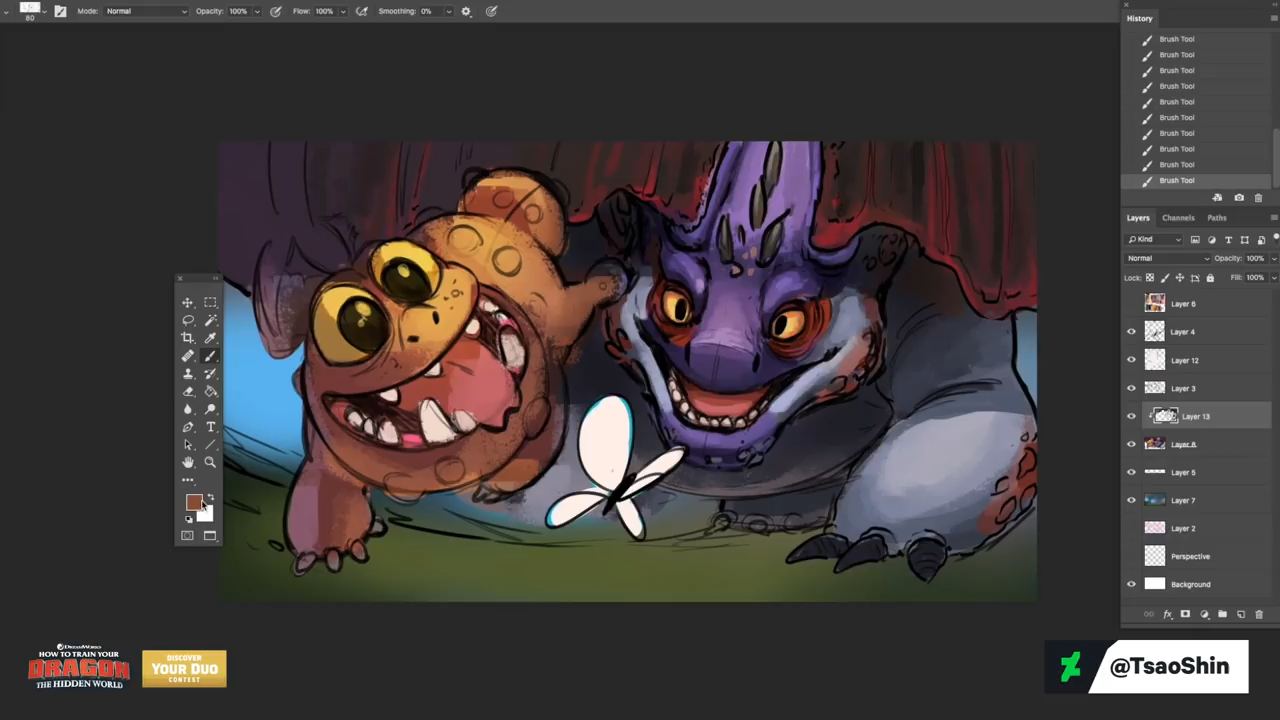 80
Mode: Normal
Opacity: 100%
Flow: 100%
Smoothing: 0%
History
Brush Tool
Brush Tool
Brush Tool
Brush Tool
Brush Tool
Brush Tool
Brush Tool
Brush Tool
Brush Tool
Brush Tool
Layers Channels Paths
Kind
Normal Opacity: 100%
Lock: Fill: 100%
Layer 6
Layer 4
Layer 12
Layer 3
Layer 13
Layer 8
Layer 5
Layer 7
Layer 2
Perspective
Background
fx
DREAMWORKS
HOW TO TRAIN YOUR
DRAGON
THE HIDDEN WORLD
DISCOVER
YOUR DUO
CONTEST
@TsaoShin